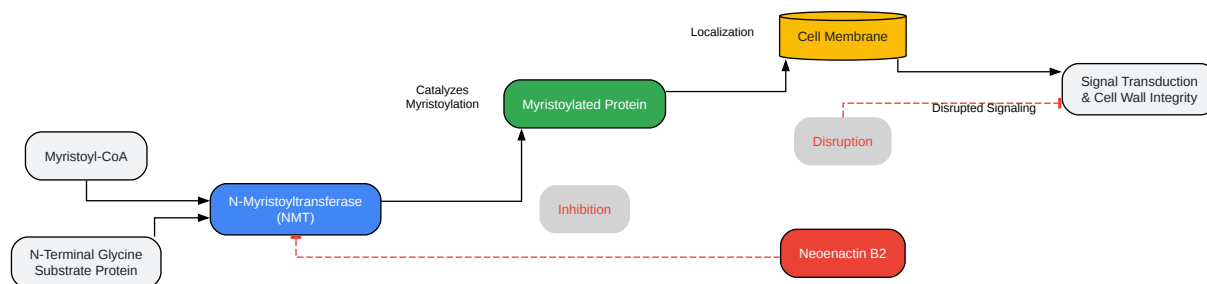 Localization
Cell Membrane
Signal Transduction
& Cell Wall Integrity
Catalyzes
Myristoylation
Myristoylated Protein
Disrupted Signaling
Disruption
Myristoyl-CoA
N-Myristoyltransferase
(NMT)
Inhibition
N-Terminal Glycine
Substrate Protein
Neoenactin B2